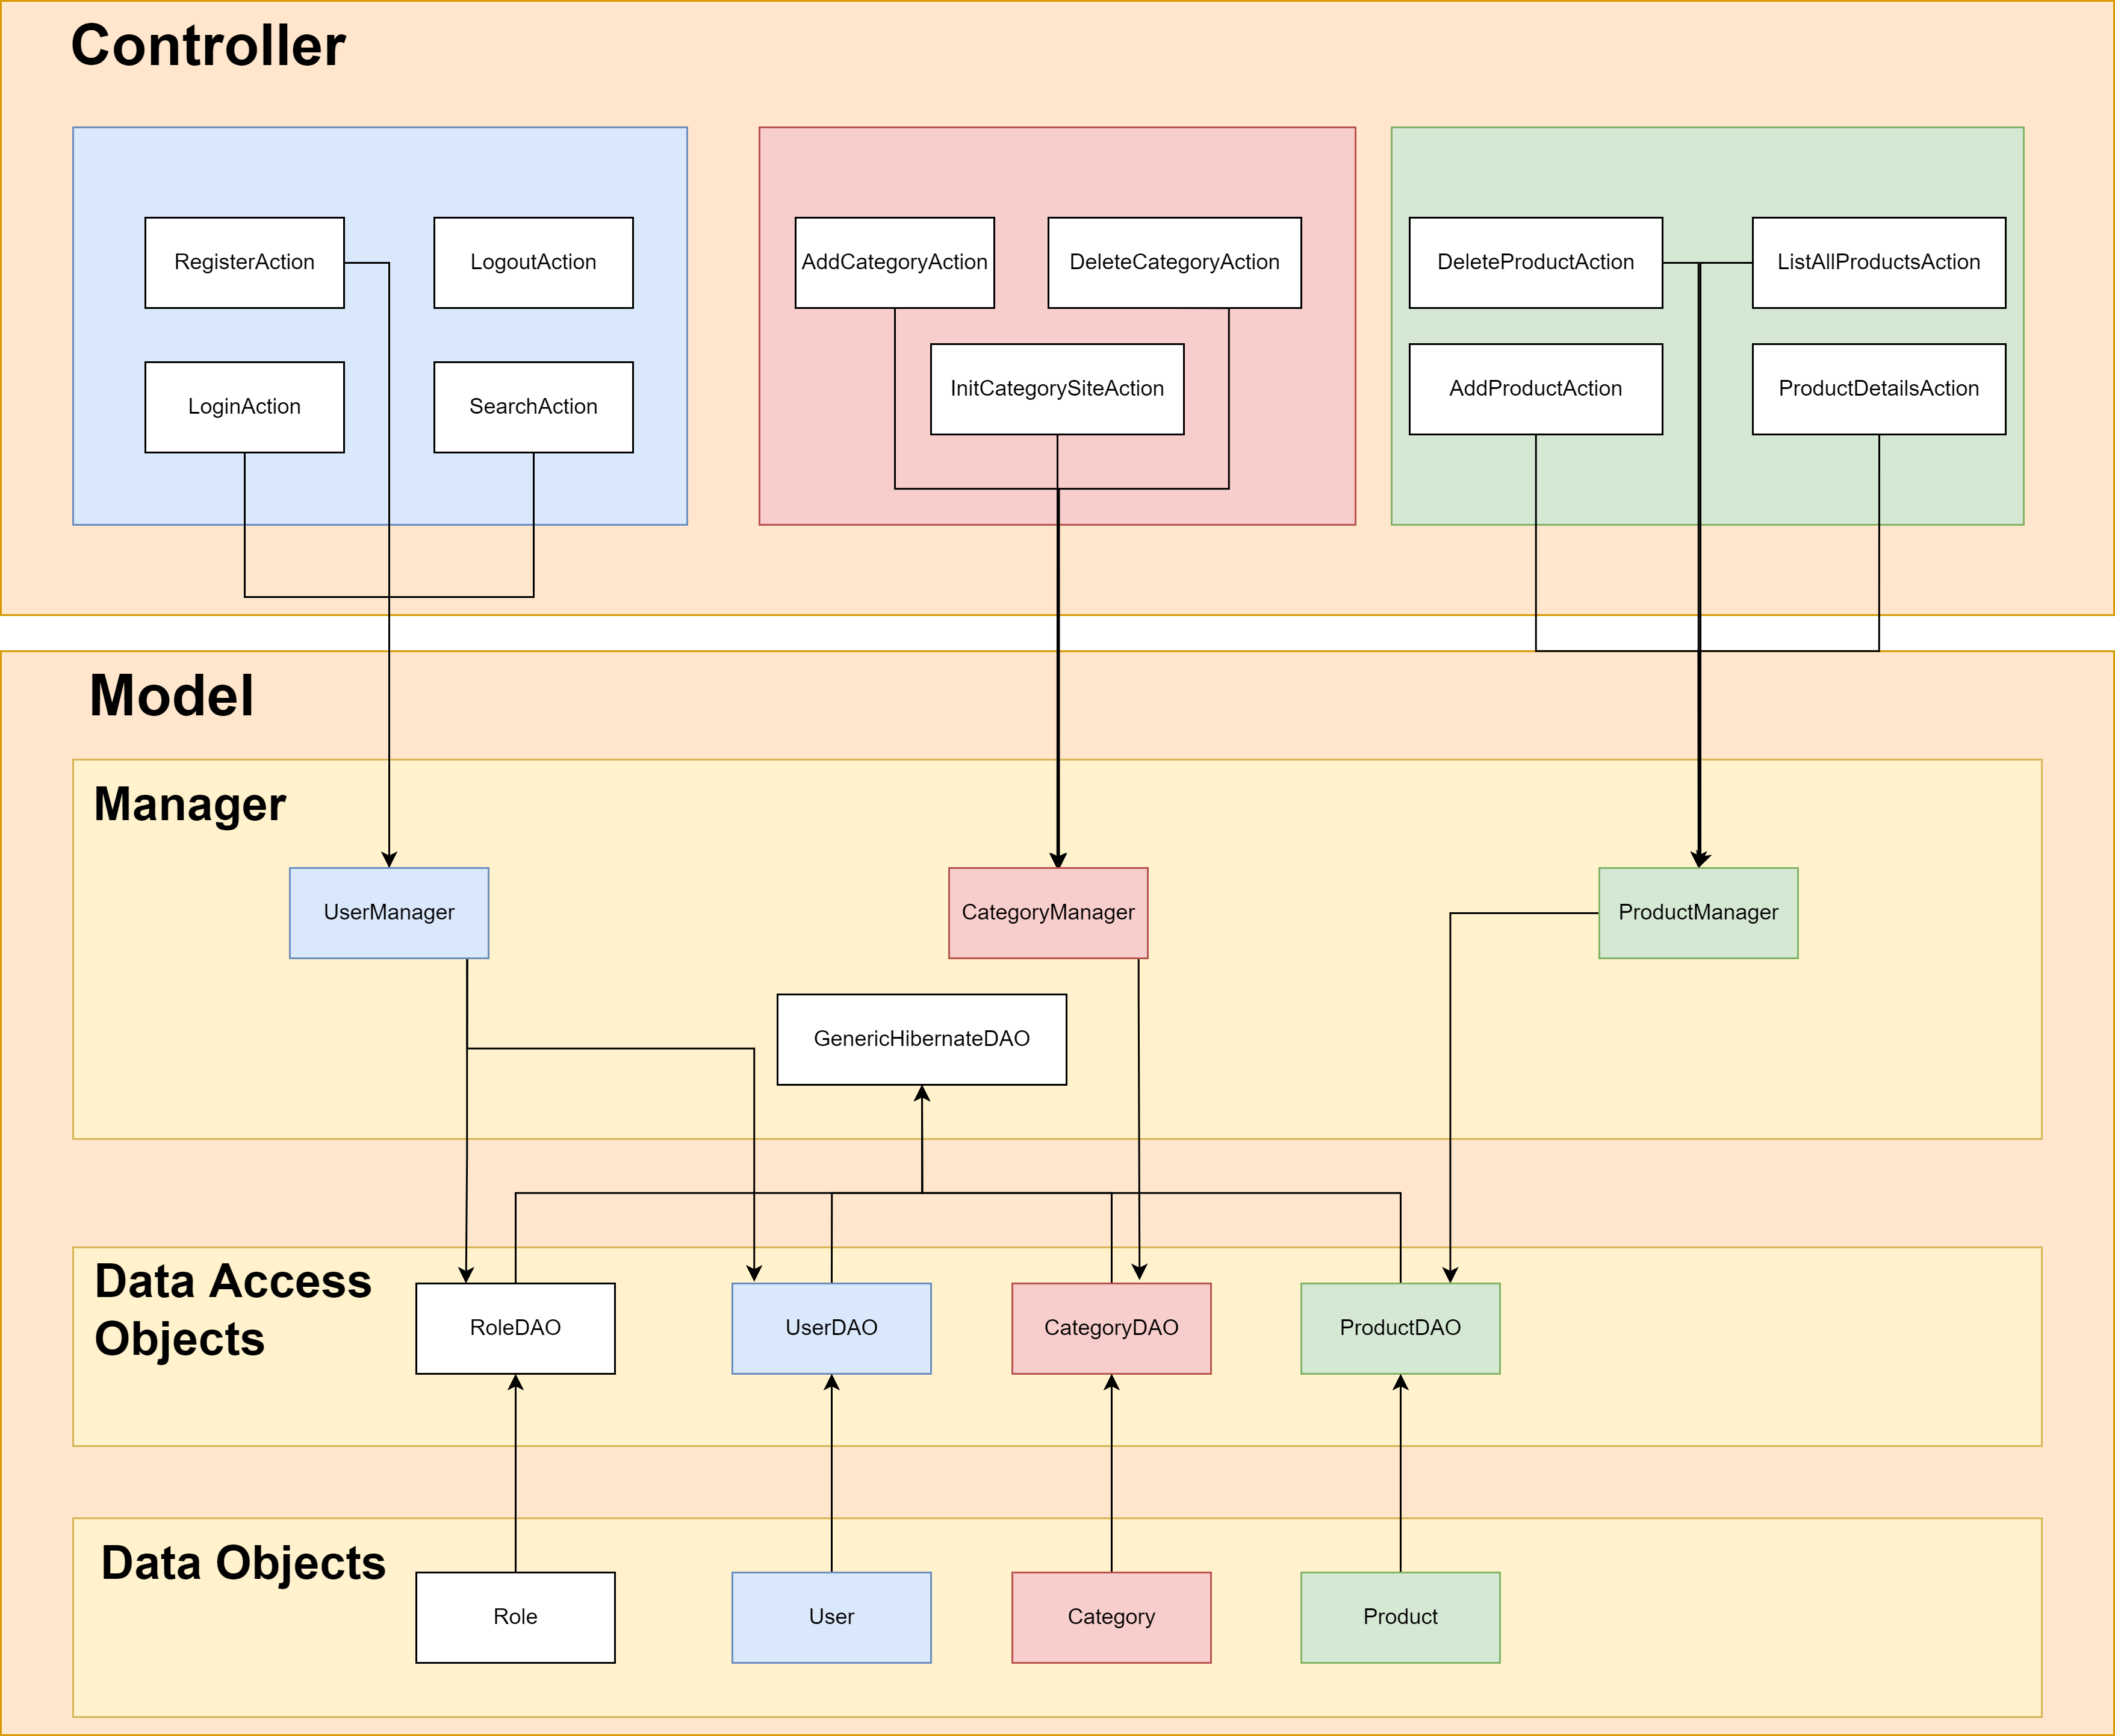 Controller
RegisterAction
LogoutAction
LoginAction
SearchAction
AddCategoryAction
DeleteCategoryAction
InitCategorySiteAction
DeleteProductAction
ListAllProductsAction
AddProductAction
ProductDetailsAction
Model
Manager
UserManager
CategoryManager
ProductManager
GenericHibernateDAO
Data Access
Objects
RoleDAO
UserDAO
CategoryDAO
ProductDAO
Data Objects
Role
User
Category
Product